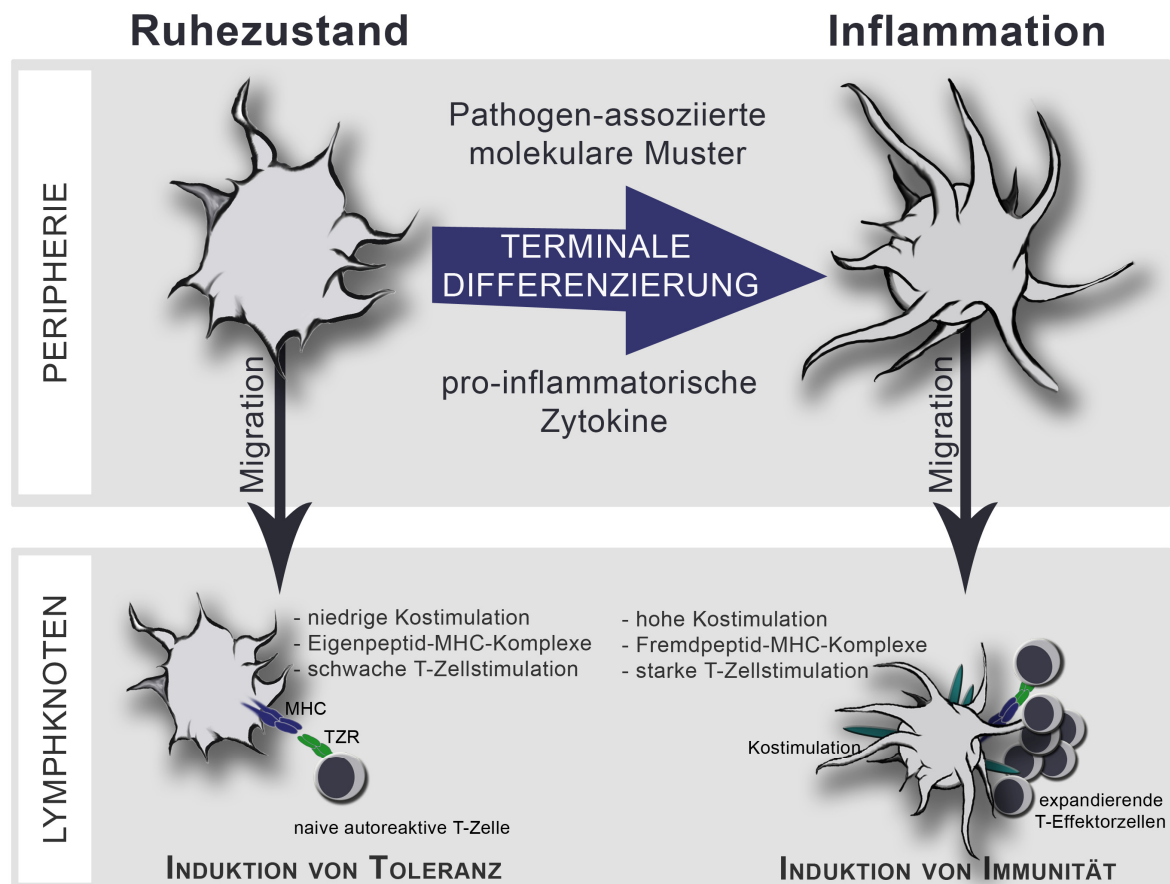 Ruhezustand
Inflammation
PERIPHERIE
Pathogen-assoziierte
molekulare Muster
TERMINALE
DIFFERENZIERUNG
pro-inflammatorische
Zytokine
Migration
Migration
LYMPHKNOTEN
- niedrige Kostimulation
- Eigenpeptid-MHC-Komplexe
- schwache T-Zellstimulation
- hohe Kostimulation
- Fremdpeptid-MHC-Komplexe
- starke T-Zellstimulation
MHC
TZR
naive autoreaktive T-Zelle
Kostimulation
expandierende
T-Effektorzellen
INDUKTION VON TOLERANZ
INDUKTION VON IMMUNITÄT